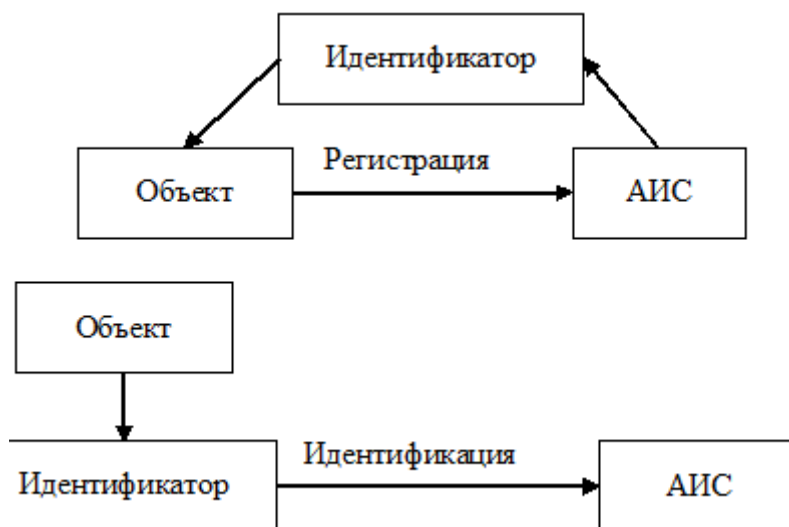 Идентификатор
Регистрация
Объект
АИС
Объект
Идентификация
Идентификатор
АИС